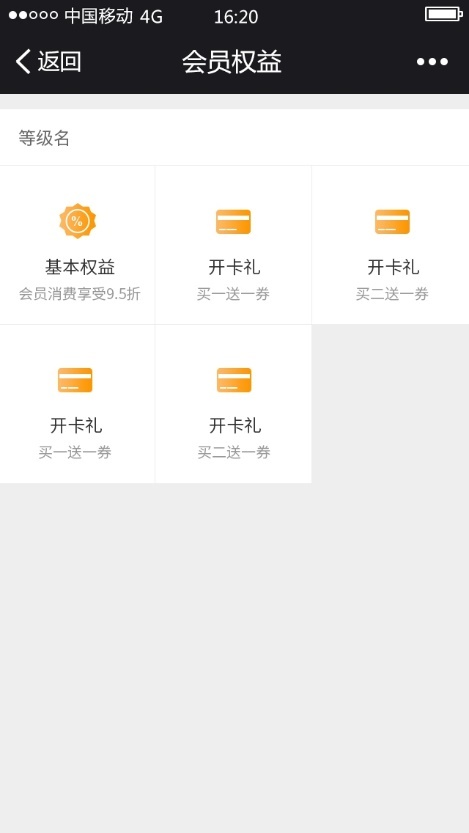 中国移动 4G 16:20
返回 会员权益
等级名
%
基本权益 开卡礼 开卡礼
会员消费享受9.5折 买一送一券 买二送一券
开卡礼 开卡礼
买一送一券 买二送一券